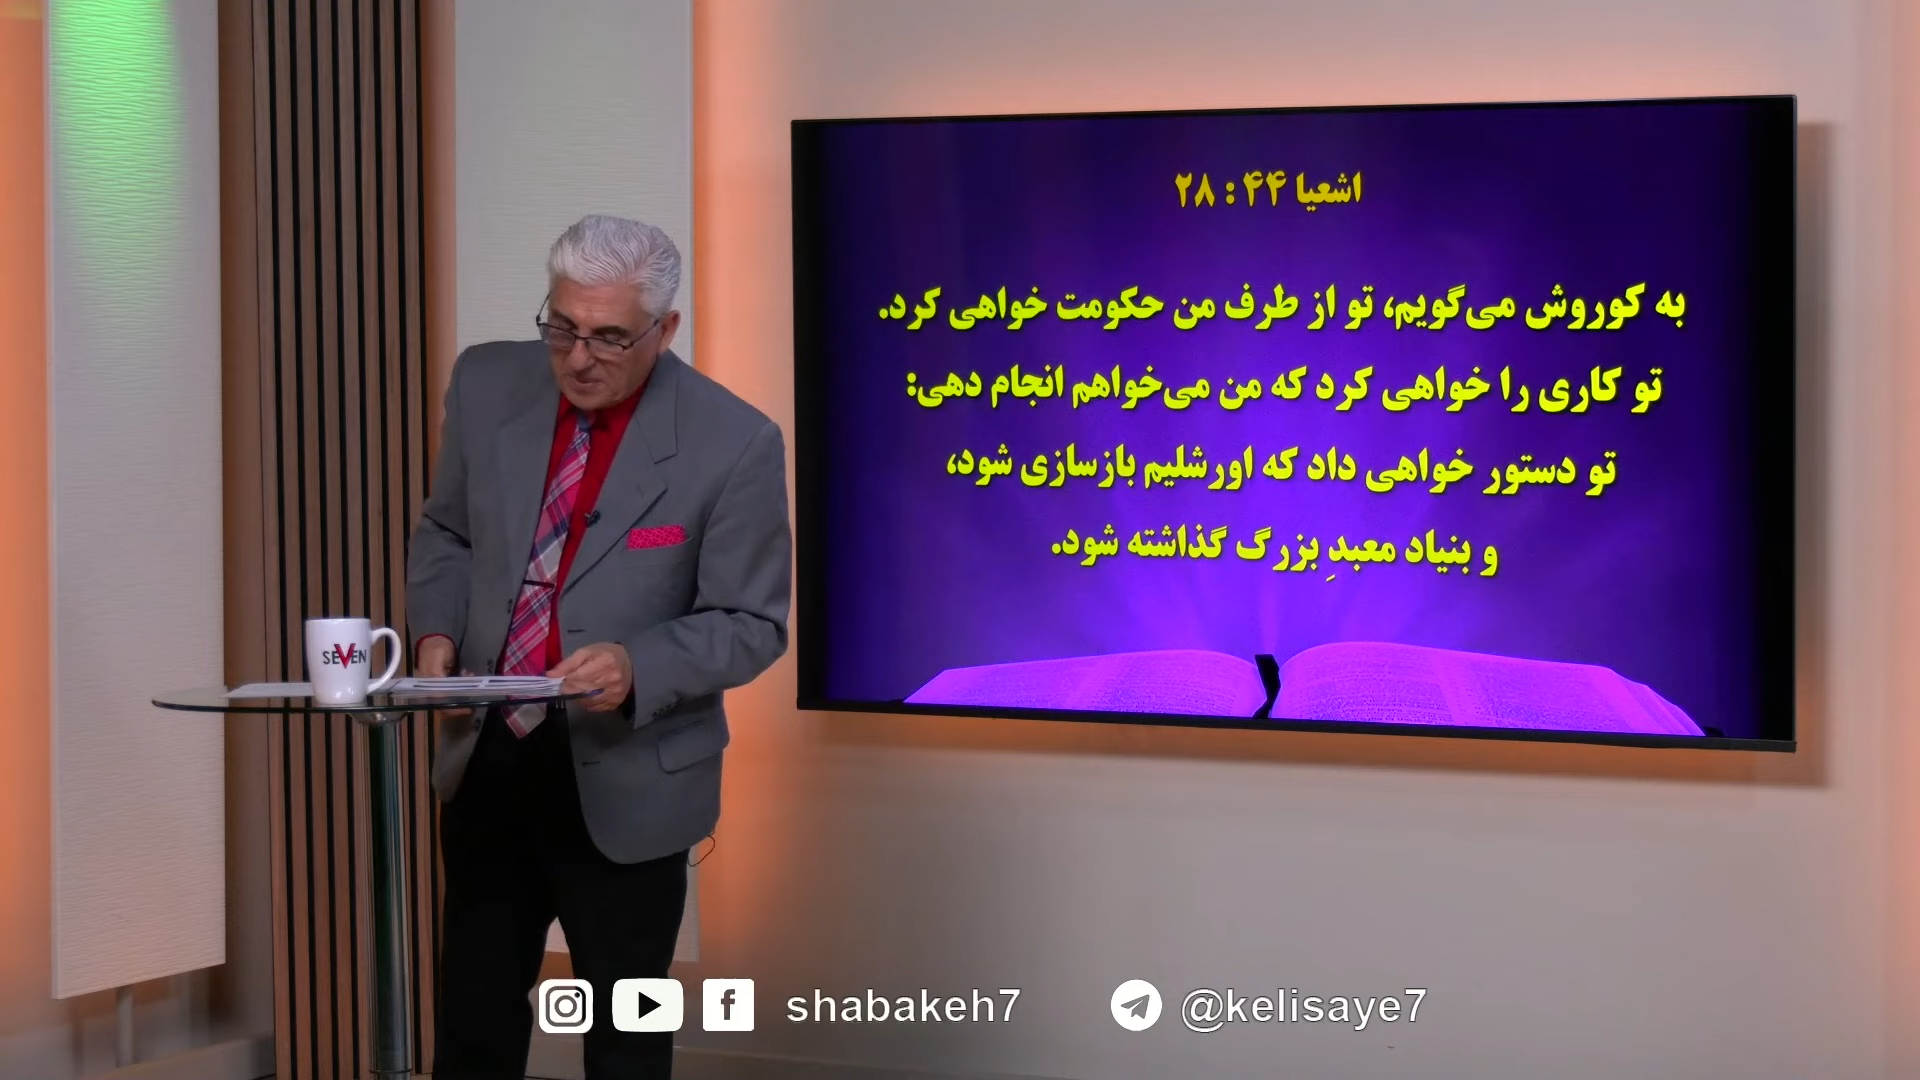 اشعیا ۴۴ : ۲۸
به کوروش می‌گویم، تو از طرف من حکومت خواهی کرد.
تو کاری را خواهی کرد که من می‌خواهم انجام دهی:
تو دستور خواهی داد که اورشلیم بازسازی شود،
و بنیاد معبدِ بزرگ گذاشته شود.
SEVEN
shabakeh7 @kelisaye7